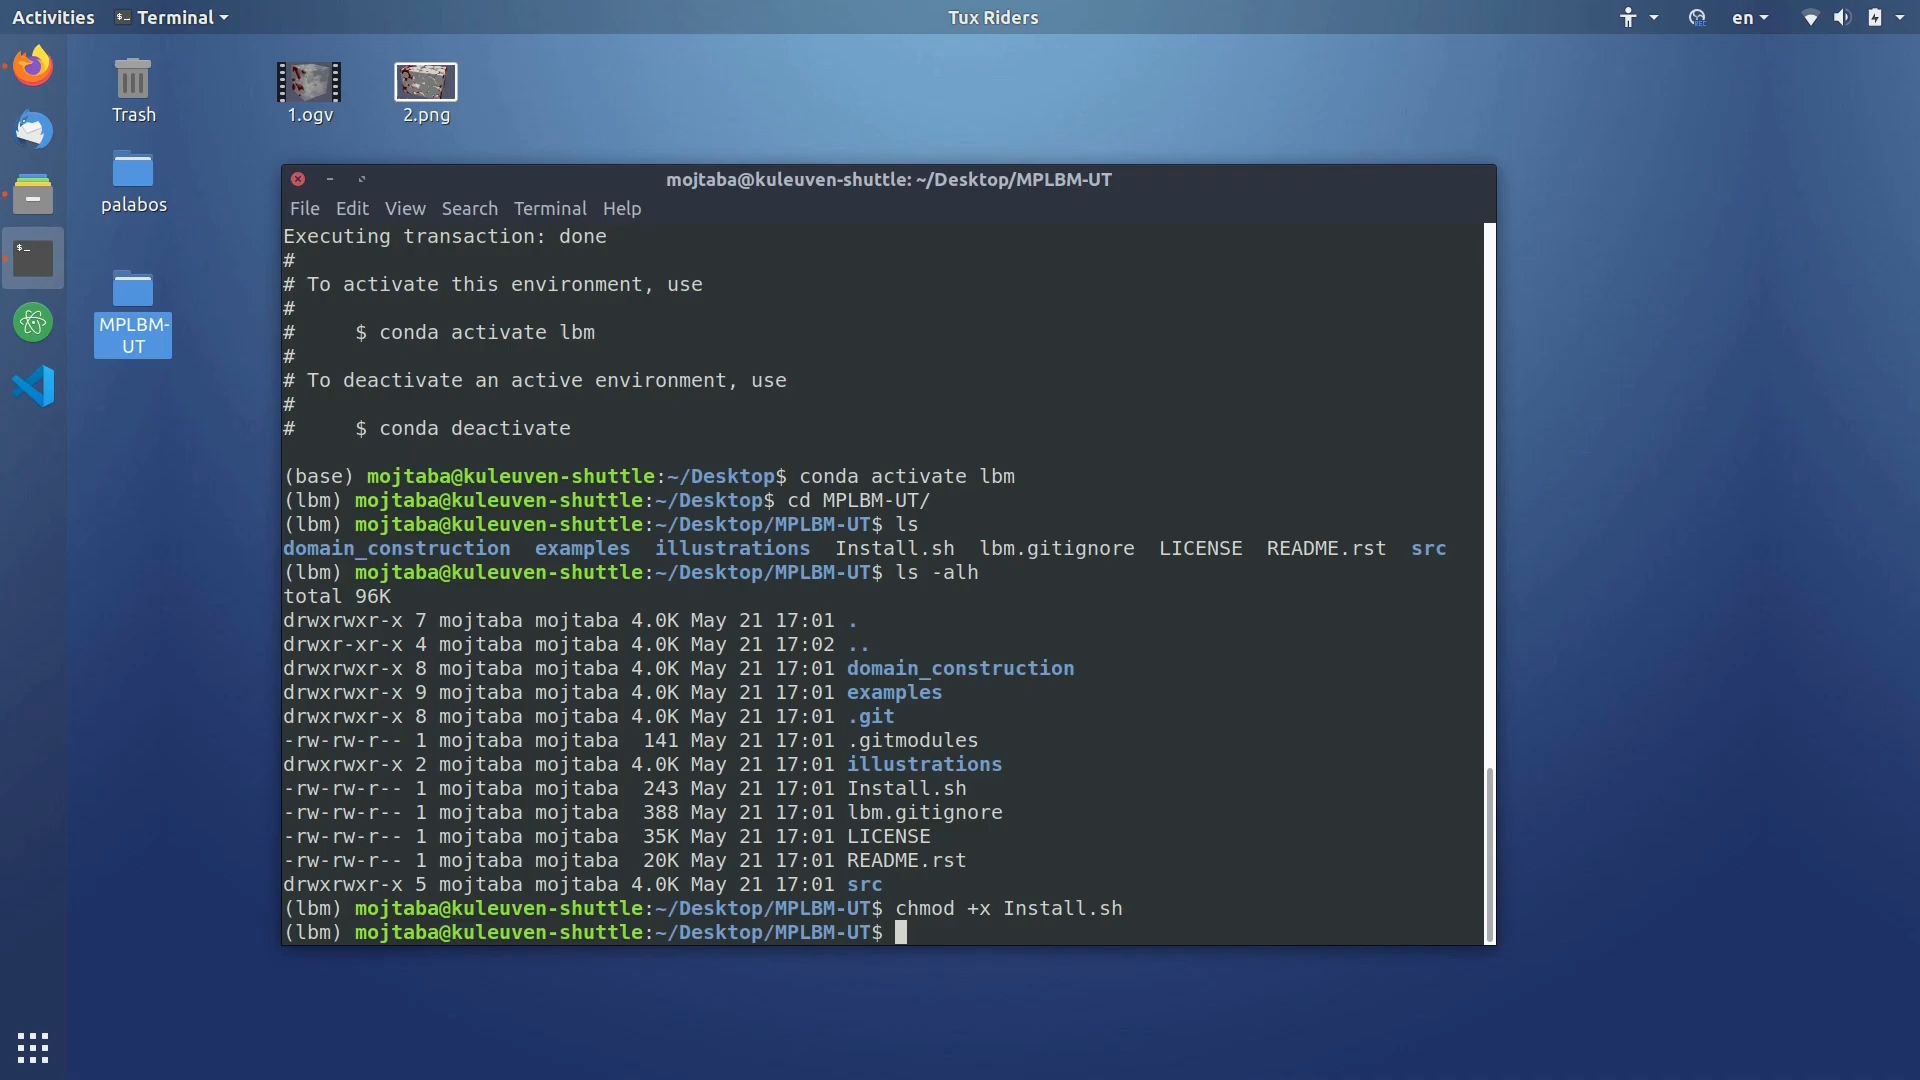 Activities Terminal Tux Riders en
Trash
palabos
MPLBM-
UT
1.ogv
2.png
mojtaba@kuleuven-shuttle: ~/Desktop/MPLBM-UT
File Edit View Search Terminal Help
Executing transaction: done
#
# To activate this environment, use
#
#     $ conda activate lbm
#
# To deactivate an active environment, use
#
#     $ conda deactivate
(base) mojtaba@kuleuven-shuttle:~/Desktop$ conda activate lbm
(lbm) mojtaba@kuleuven-shuttle:~/Desktop$ cd MPLBM-UT/
(lbm) mojtaba@kuleuven-shuttle:~/Desktop/MPLBM-UT$ ls
domain_construction  examples  illustrations  Install.sh  lbm.gitignore  LICENSE  README.rst  src
(lbm) mojtaba@kuleuven-shuttle:~/Desktop/MPLBM-UT$ ls -alh
total 96K
drwxrwxr-x 7 mojtaba mojtaba 4.0K May 21 17:01 .
drwxr-xr-x 4 mojtaba mojtaba 4.0K May 21 17:02 ..
drwxrwxr-x 8 mojtaba mojtaba 4.0K May 21 17:01 domain_construction
drwxrwxr-x 9 mojtaba mojtaba 4.0K May 21 17:01 examples
drwxrwxr-x 8 mojtaba mojtaba 4.0K May 21 17:01 .git
-rw-rw-r-- 1 mojtaba mojtaba  141 May 21 17:01 .gitmodules
drwxrwxr-x 2 mojtaba mojtaba 4.0K May 21 17:01 illustrations
-rw-rw-r-- 1 mojtaba mojtaba  243 May 21 17:01 Install.sh
-rw-rw-r-- 1 mojtaba mojtaba  388 May 21 17:01 lbm.gitignore
-rw-rw-r-- 1 mojtaba mojtaba  35K May 21 17:01 LICENSE
-rw-rw-r-- 1 mojtaba mojtaba  20K May 21 17:01 README.rst
drwxrwxr-x 5 mojtaba mojtaba 4.0K May 21 17:01 src
(lbm) mojtaba@kuleuven-shuttle:~/Desktop/MPLBM-UT$ chmod +x Install.sh
(lbm) mojtaba@kuleuven-shuttle:~/Desktop/MPLBM-UT$